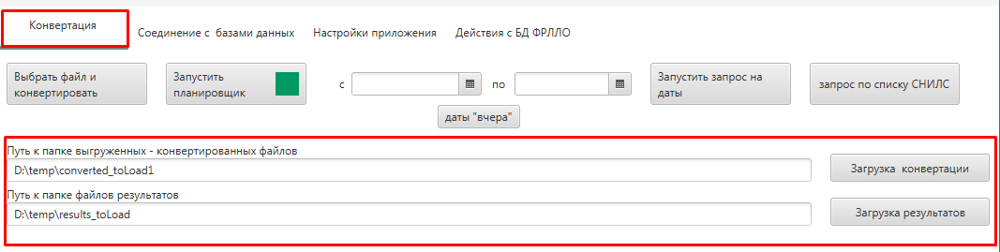 Конвертация
Соединение с базами данных
Настройки приложения
Действия с БД ФРЛЛО
Выбрать файл и
конвертировать
Запустить
планировщик
с
по
Запустить запрос на
даты
запрос по списку СНИЛС
даты "вчера"
Путь к папке выгруженных - конвертированных файлов
D:\temp\converted_toLoad1
Загрузка конвертации
Путь к папке файлов результатов
D:\temp\results_toLoad
Загрузка результатов